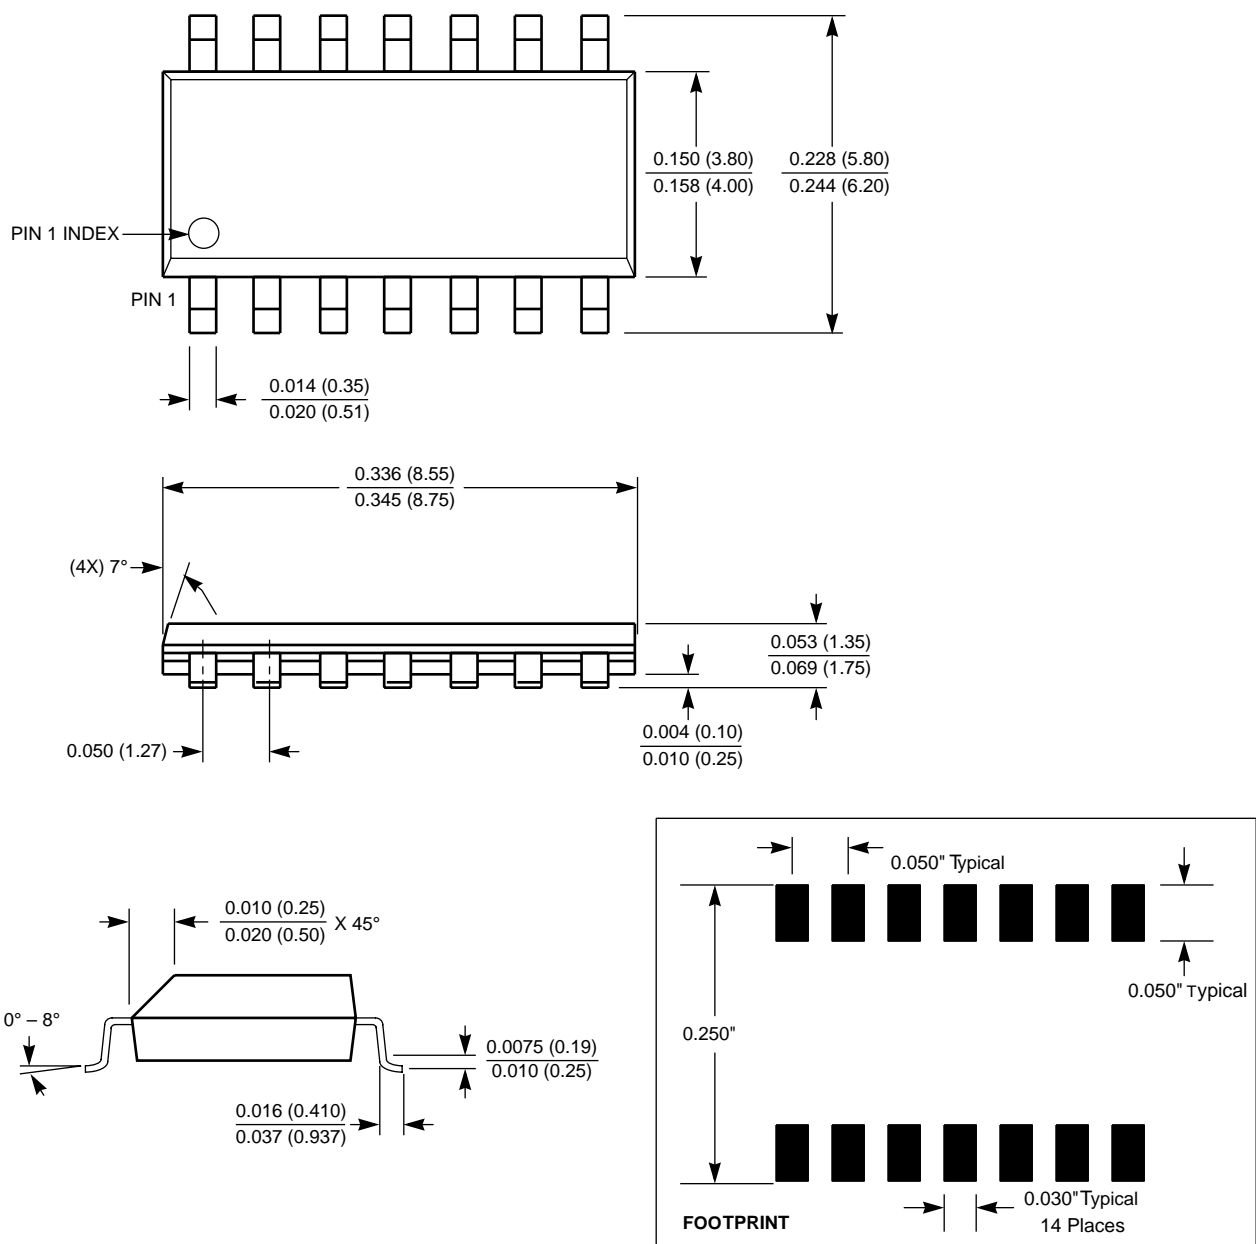 0.150 (3.80)
0.158 (4.00)
0.228 (5.80)
0.244 (6.20)
PIN 1 INDEX
PIN 1
0.014 (0.35)
0.020 (0.51)
0.336 (8.55)
0.345 (8.75)
(4X) 7°
0.053 (1.35)
0.069 (1.75)
0.004 (0.10)
0.010 (0.25)
0.050 (1.27)
0.010 (0.25)
0.020 (0.50)
X 45°
0° – 8°
0.0075 (0.19)
0.010 (0.25)
0.016 (0.410)
0.037 (0.937)
0.050" Typical
0.050" Typical
0.250"
0.030" Typical
14 Places
FOOTPRINT